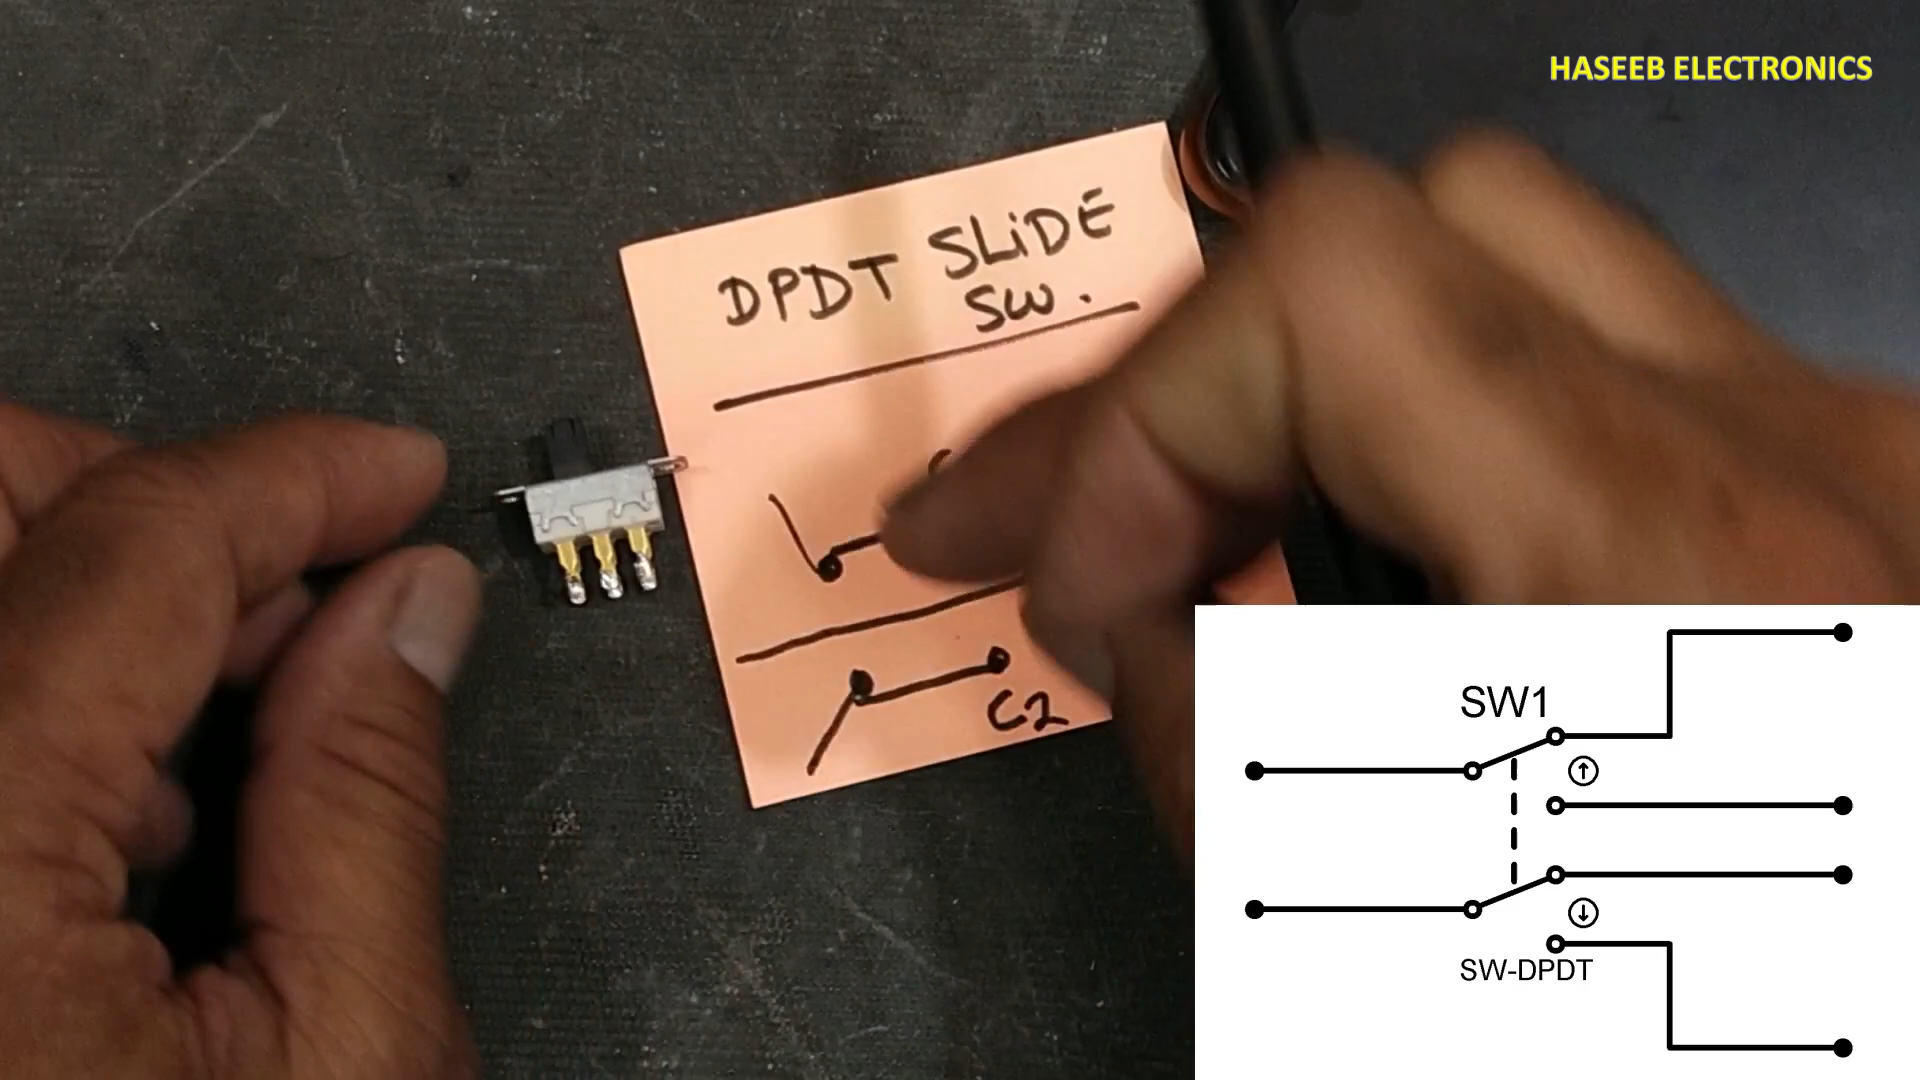 HASEEB ELECTRONICS
DPDT SLiDE
SW.
C2
SW1
SW-DPDT